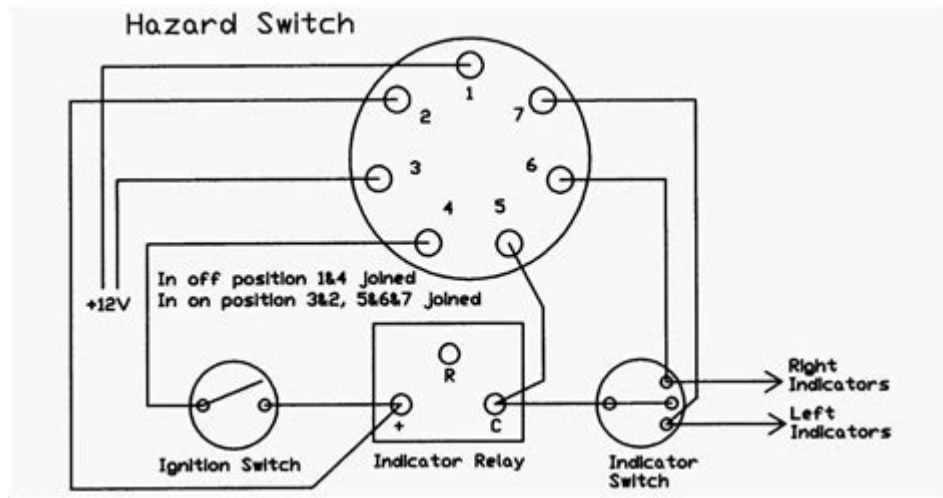 Hazard Switch
1
2
7
3
6
4
5
In off position 1&4 joined
In on position 3&2, 5&6&7 joined
+12V
R
+
C
Right
Indicators
Left
Indicators
Ignition Switch
Indicator Relay
Indicator
Switch